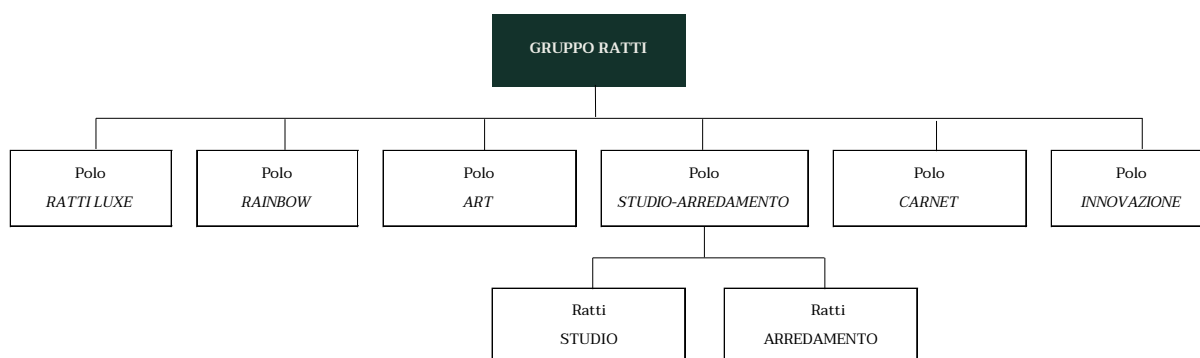 GRUPPO RATTI
Polo
RATTI LUXE
Polo
RAINBOW
Polo
ART
Polo
STUDIO-ARREDAMENTO
Polo
CARNET
Polo
INNOVAZIONE
Ratti
STUDIO
Ratti
ARREDAMENTO